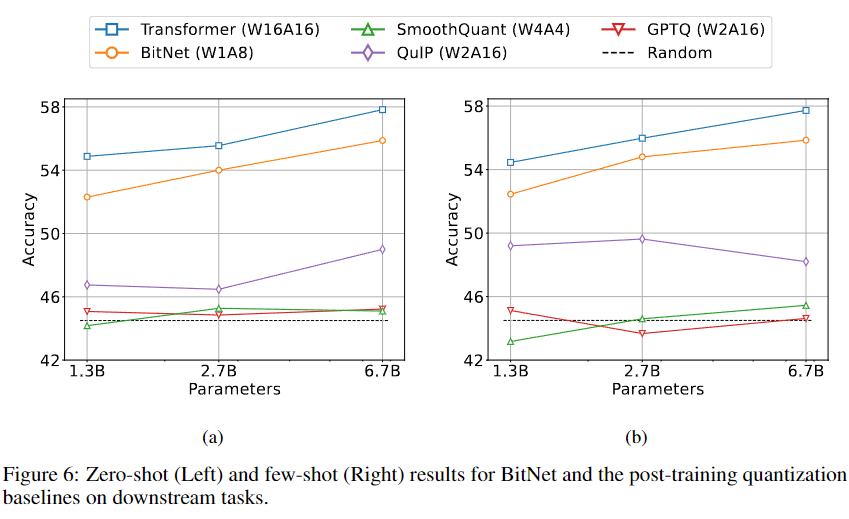 Transformer (W16A16) SmoothQuant (W4A4) GPTQ (W2A16)
BitNet (W1A8) QuIP (W2A16) Random
58
54
50
46
42
Accuracy
1.3B 2.7B 6.7B
Parameters
(a)
58
54
50
46
42
Accuracy
1.3B 2.7B 6.7B
Parameters
(b)
Figure 6: Zero-shot (Left) and few-shot (Right) results for BitNet and the post-training quantization
baselines on downstream tasks.